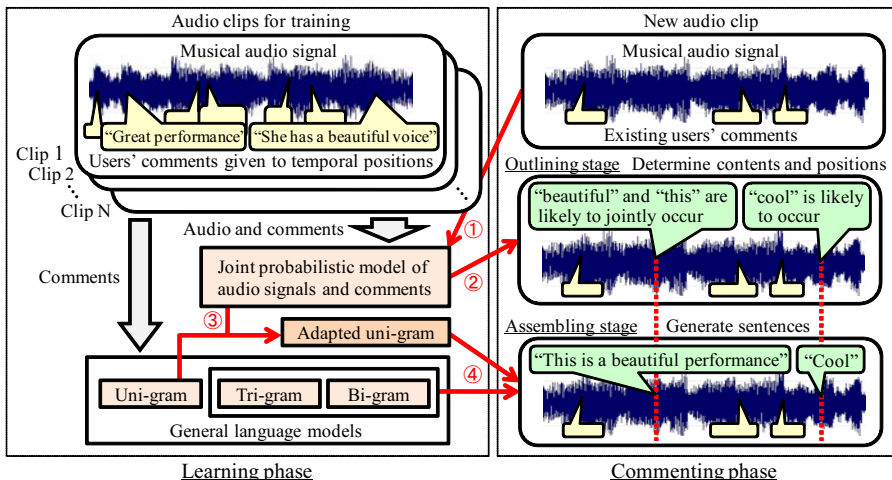 Audio clips for training
Musical audio signal
“Great performance”
“She has a beautiful voice”
Users’ comments given to temporal positions
Clip 1
Clip 2
Clip N
Audio and comments
Comments
Joint probabilistic model of
audio signals and comments
①
②
③
Adapted uni-gram
④
Uni-gram
Tri-gram
Bi-gram
General language models
Learning phase
New audio clip
Musical audio signal
Existing users’ comments
Outlining stage
Determine contents and positions
“beautiful” and “this” are
likely to jointly occur
“cool” is likely
to occur
Assembling stage
Generate sentences
“This is a beautiful performance”
“Cool”
Commenting phase